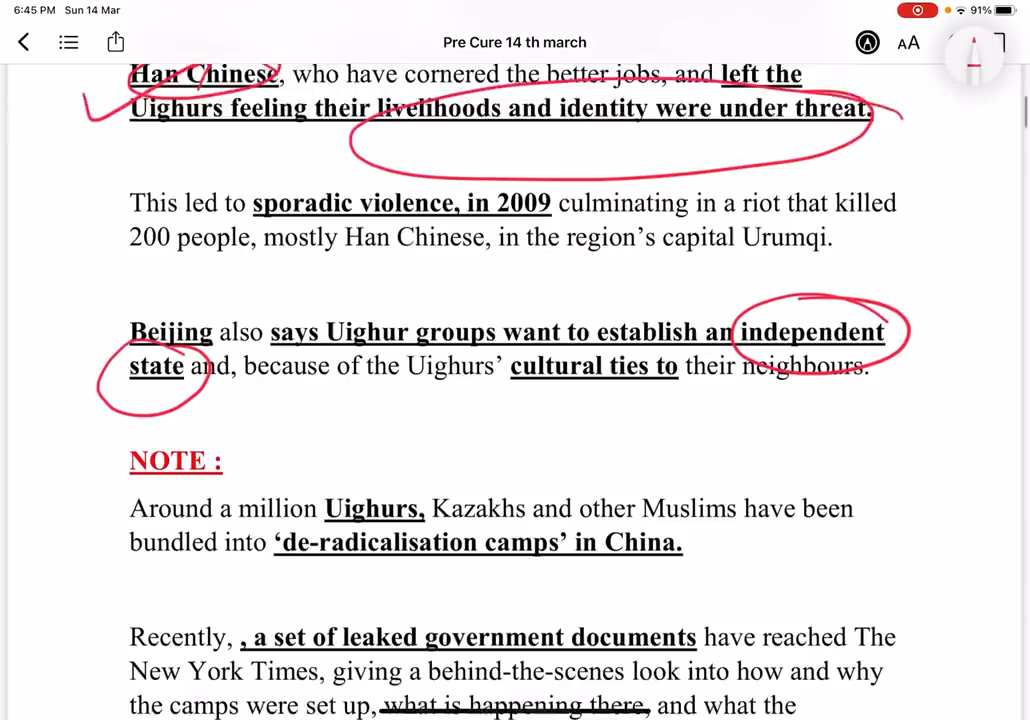 6:45 PM Sun 14 Mar
91%
Pre Cure 14 th march
AA
Han Chinese, who have cornered the better jobs, and left the
Uighurs feeling their livelihoods and identity were under threat.
This led to sporadic violence, in 2009 culminating in a riot that killed
200 people, mostly Han Chinese, in the region's capital Urumqi.
Beijing also says Uighur groups want to establish an independent
state and, because of the Uighurs' cultural ties to their neighbours.
NOTE :
Around a million Uighurs, Kazakhs and other Muslims have been
bundled into 'de-radicalisation camps' in China.
Recently, , a set of leaked government documents have reached The
New York Times, giving a behind-the-scenes look into how and why
the camps were set up, what is happening there, and what the